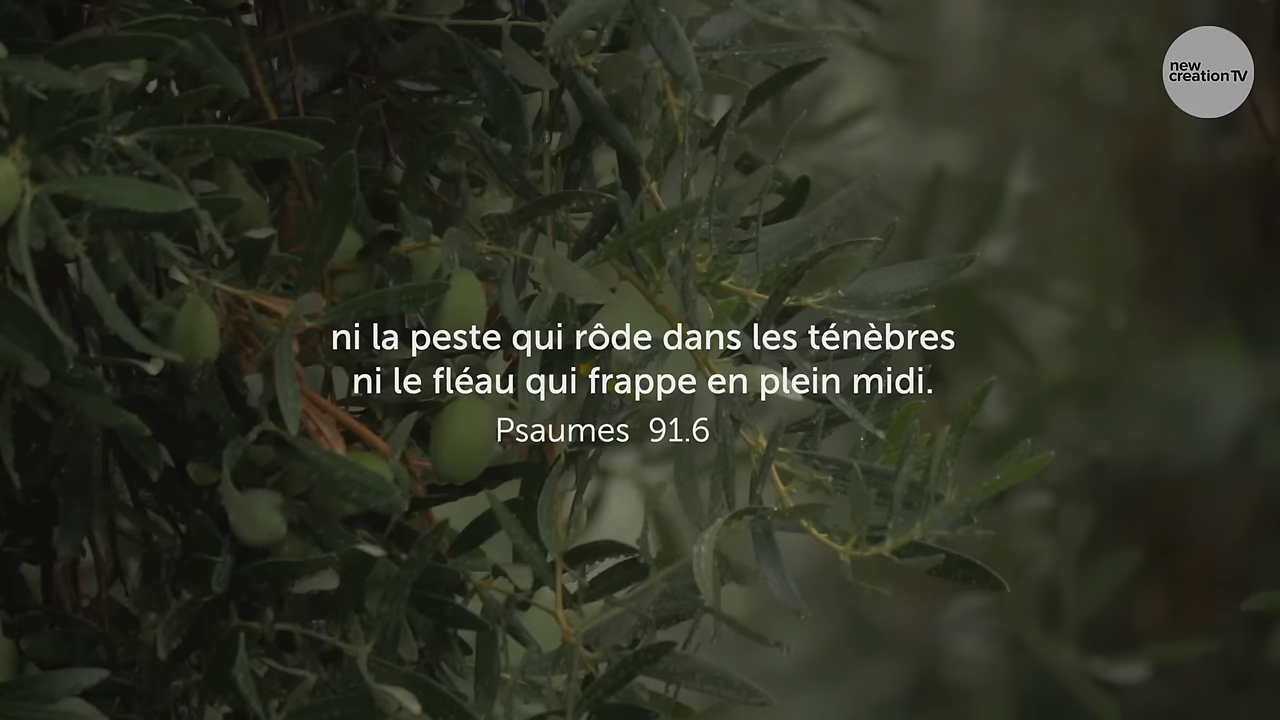 new
creation TV
ni la peste qui rôde dans les ténèbres
ni le fléau qui frappe en plein midi.
Psaumes 91.6